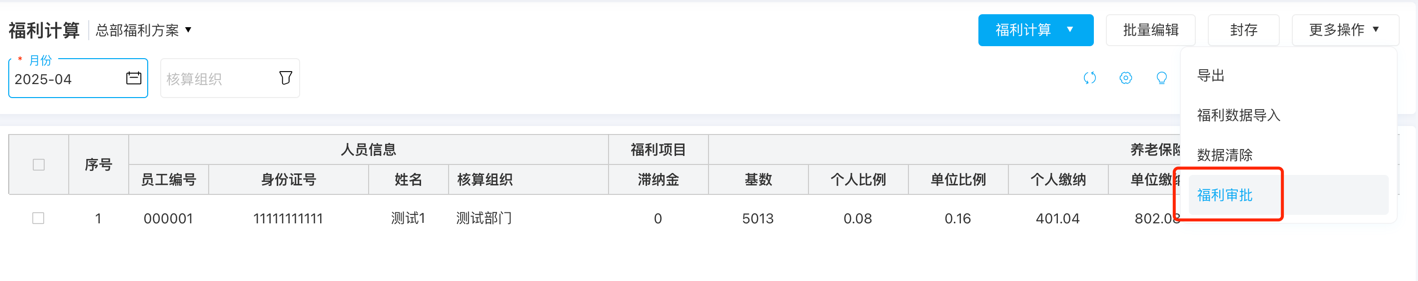 福利计算 总部福利方案 福利计算 批量编辑 封存 更多操作
* 月份
2025-04 核算组织
导出
福利数据导入
数据清除
福利审批
序号 人员信息 福利项目 养老保险
员工编号 身份证号 姓名 核算组织 滞纳金 基数 个人比例 单位比例 个人缴纳 单位缴
1 000001 11111111111 测试1 测试部门 0 5013 0.08 0.16 401.04 802.08